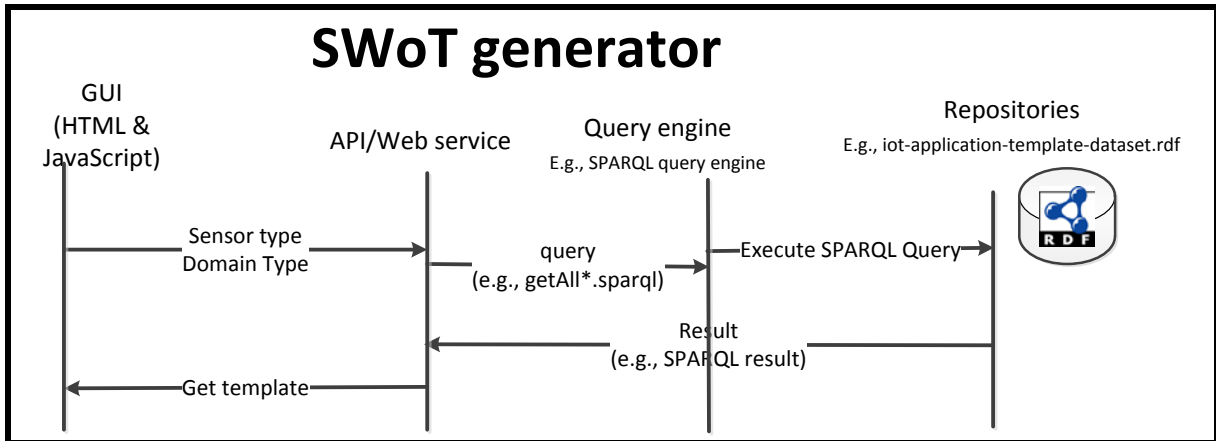 SWoT generator
GUI
(HTML &
JavaScript)
API/Web service
Query engine
E.g., SPARQL query engine
Repositories
E.g., iot-application-template-dataset.rdf
RDF
Sensor type
Domain Type
query
(e.g., getAll*.sparql)
Execute SPARQL Query
Result
(e.g., SPARQL result)
Get template